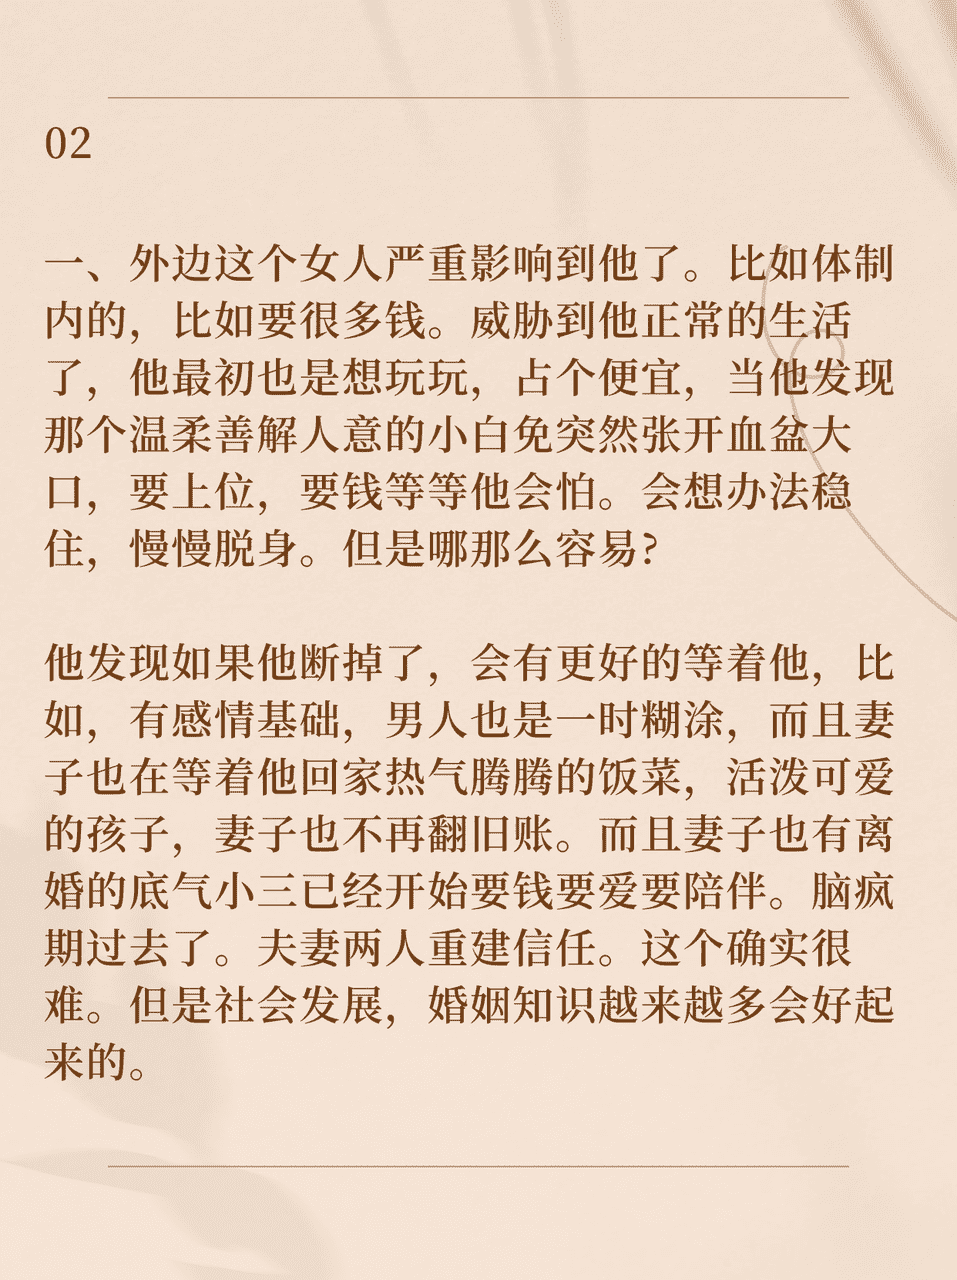 02
一、外边这个女人严重影响到他了。比如体制
内的，比如要很多钱。威胁到他正常的生活
了，他最初也是想玩玩，占个便宜，当他发现
那个温柔善解人意的小白免突然张开血盆大
口，要上位，要钱等等他会怕。会想办法稳
住，慢慢脱身。但是哪那么容易？
他发现如果他断掉了，会有更好的等着他，比
如，有感情基础，男人也是一时糊涂，而且妻
子也在等着他回家热气腾腾的饭菜，活泼可爱
的孩子，妻子也不再翻旧账。而且妻子也有离
婚的底气小三已经开始要钱要爱要陪伴。脑疯
期过去了。夫妻两人重建信任。这个确实很
难。但是社会发展，婚姻知识越来越多会好起
来的。